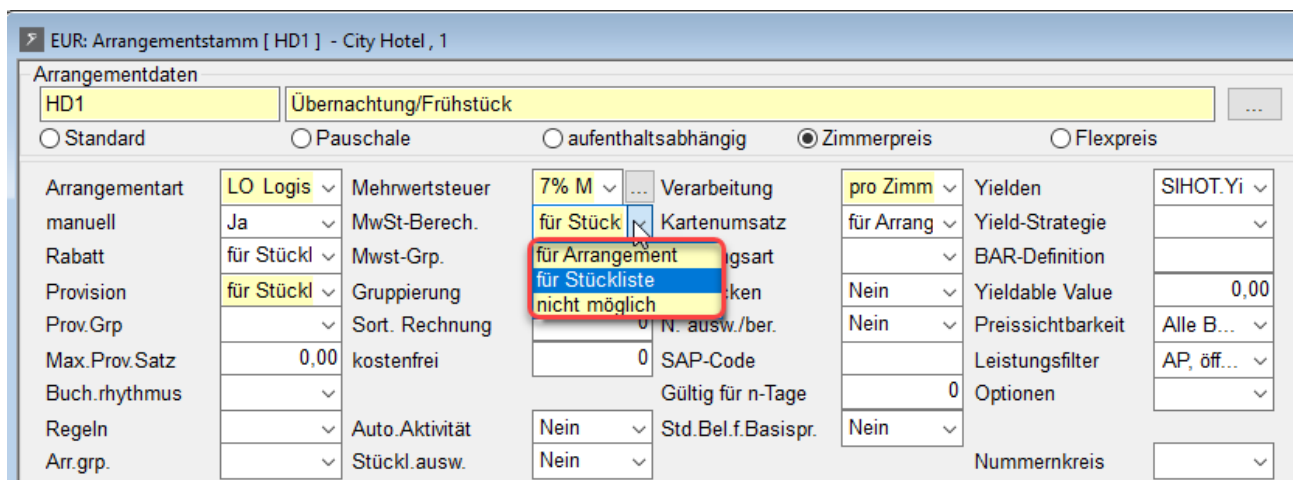 EUR: Arrangementstamm [ HD1 ] - City Hotel , 1
Arrangementdaten
HD1 Übernachtung/Frühstück ...
Standard Pauschale aufenthaltsabhängig Zimmerpreis Flexpreis
Arrangementart LO Logis Mehrwertsteuer 7% M ... Verarbeitung pro Zimm Yielden SIHOT.Yi
manuell Ja MwSt-Berech. für Stück Kartenumsatz für Arrang Yield-Strategie
Rabatt für Stückl Mwst-Grp. für Arrangement gsart BAR-Definition
für Stückliste
Provision für Stückl Gruppierung nicht möglich cken Nein Yieldable Value 0,00
Prov.Grp Sort. Rechnung 0 N. ausw./ber. Nein Preissichtbarkeit Alle B...
Max.Prov.Satz 0,00 kostenfrei 0 SAP-Code Leistungsfilter AP, öff...
Buch.rhythmus Gültig für n-Tage 0 Optionen
Regeln Auto.Aktivität Nein Std.Bel.f.Basispr. Nein
Arr.grp. Stückl.ausw. Nein Nummernkreis